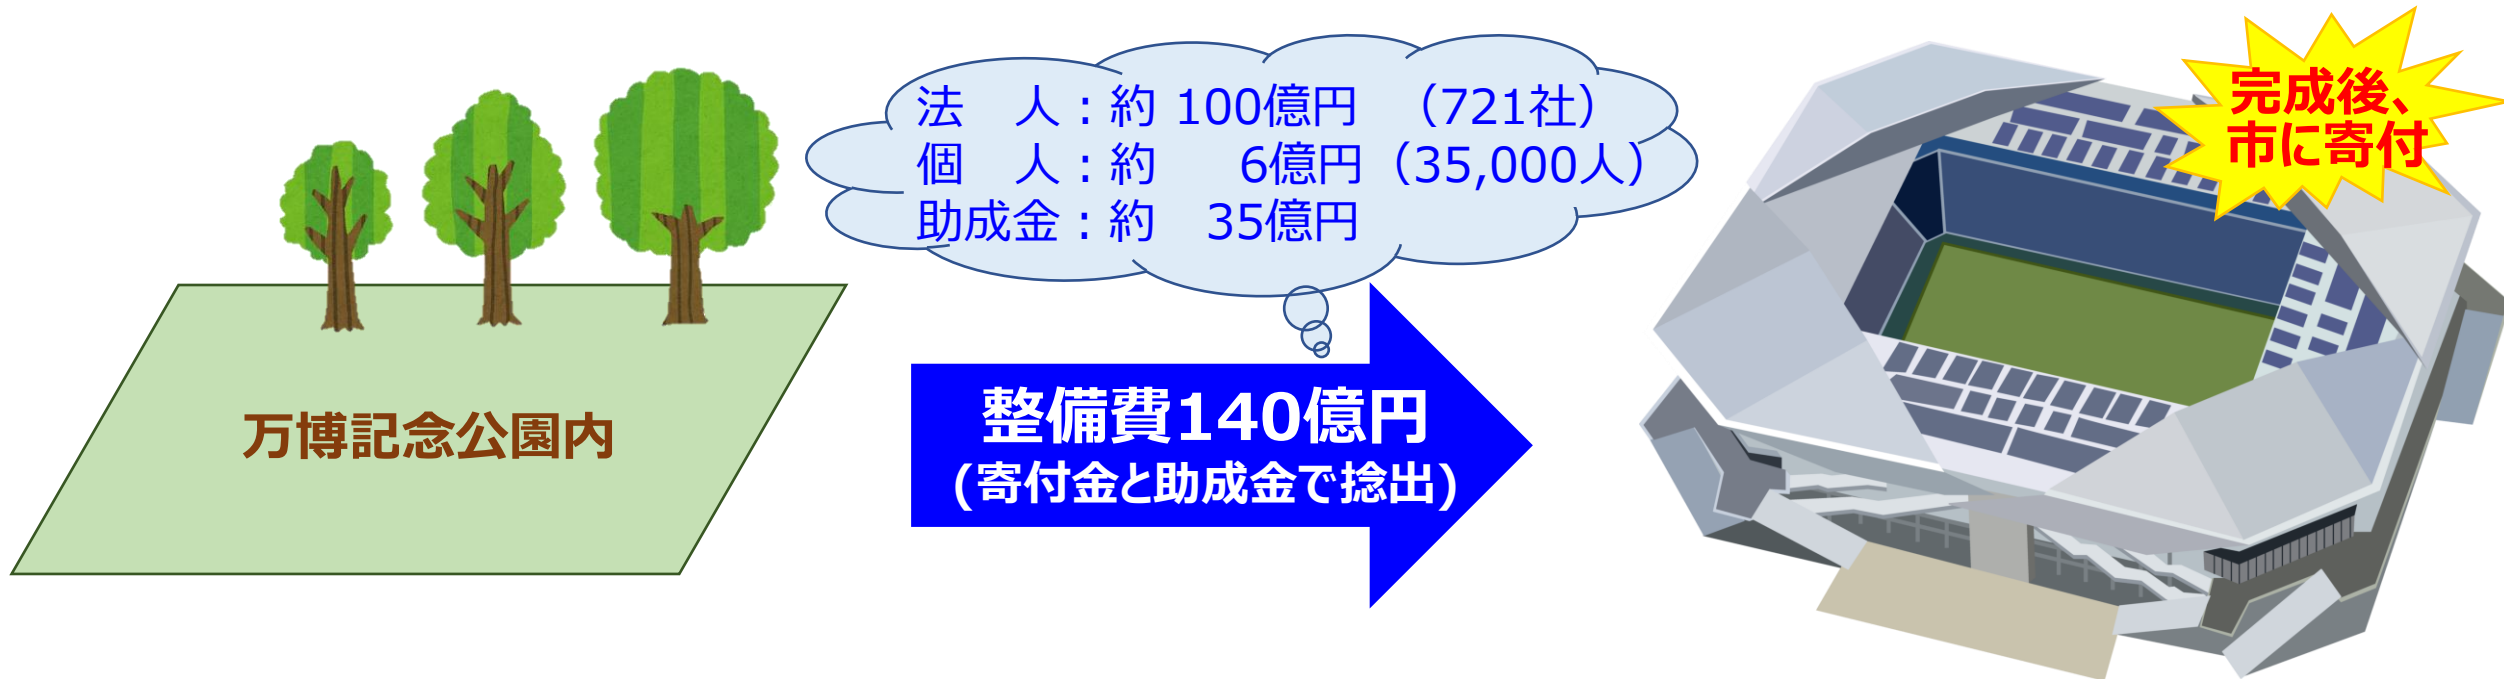 法　人：約 100億円　（721社）
個　人：約　　6億円（35,000人）
助成金：約　35億円
完成後、
市に寄付
万博記念公園内
整備費140億円
(寄付金と助成金で捻出)